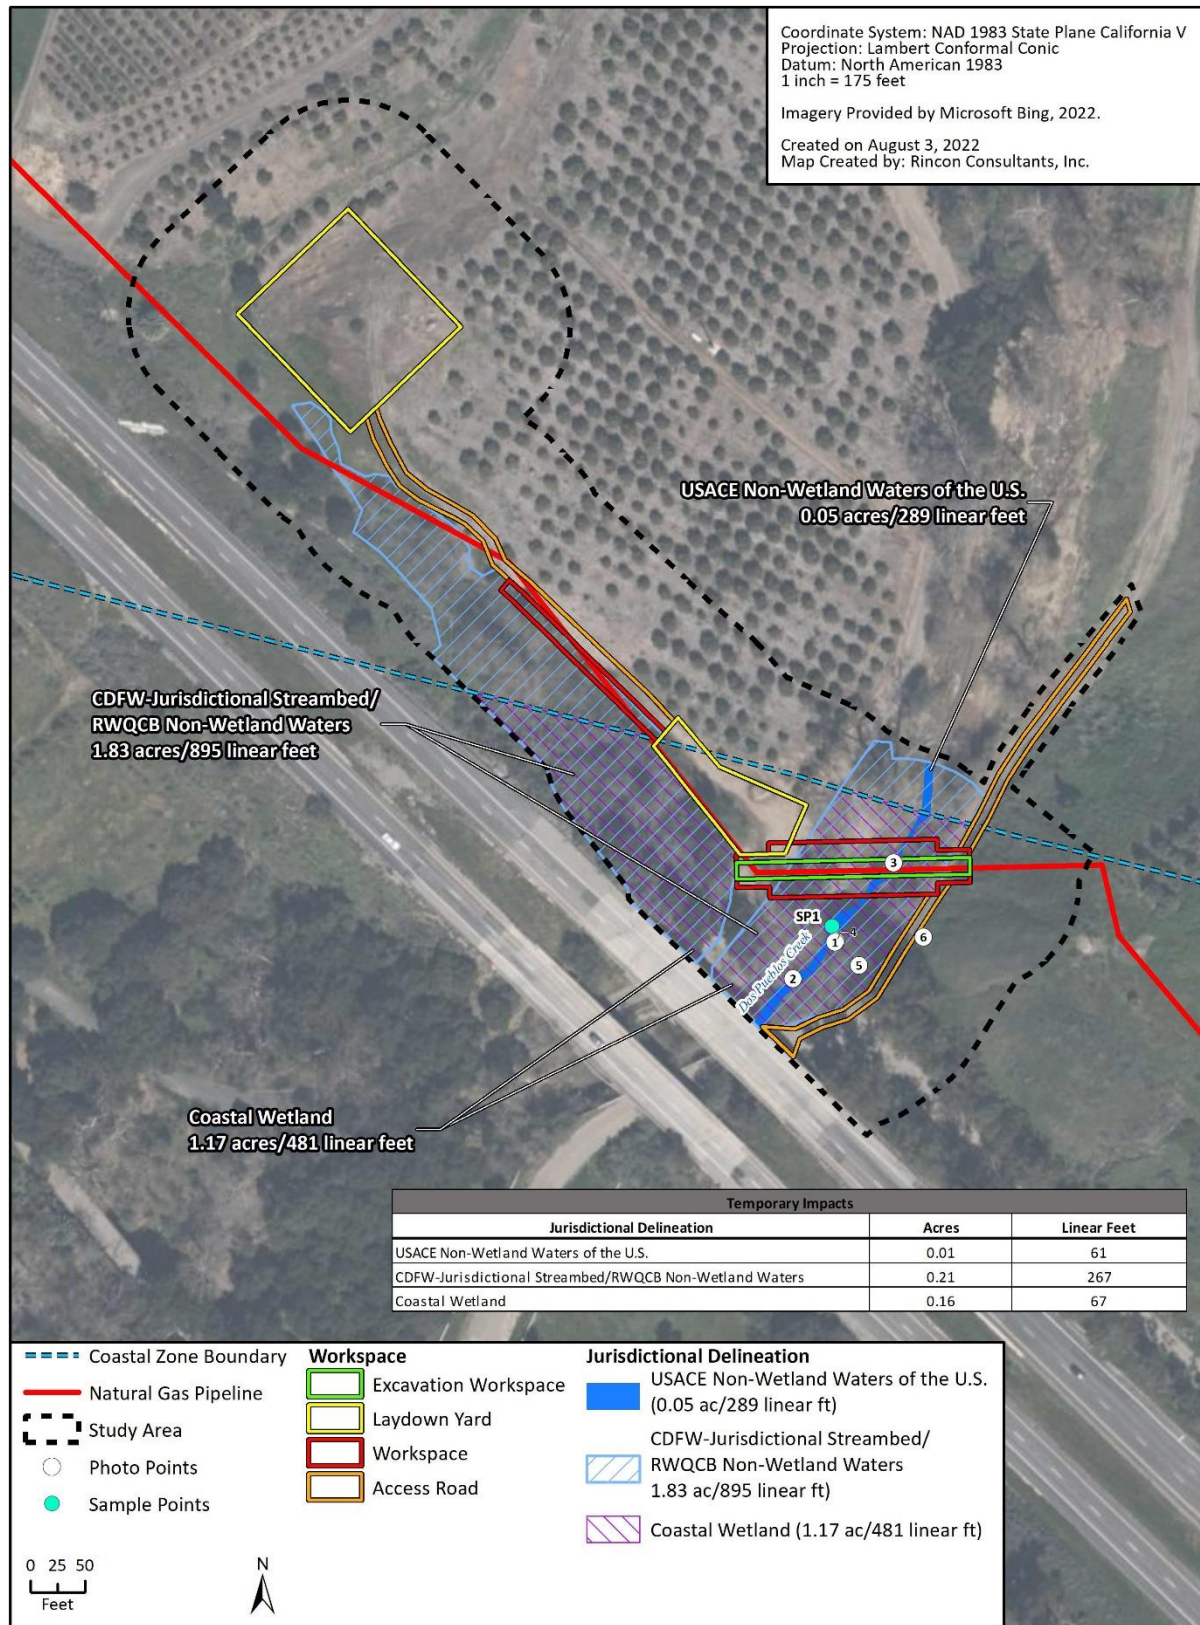 Coordinate System: NAD 1983 State Plane California V
Projection: Lambert Conformal Conic
Datum: North American 1983
1 inch = 175 feet
Imagery Provided by Microsoft Bing, 2022.
Created on August 3, 2022
Map Created by: Rincon Consultants, Inc.
USACE Non-Wetland Waters of the U.S.
0.05 acres/289 linear feet
CDFW-Jurisdictional Streambed/
RWQCB Non-Wetland Waters
1.83 acres/895 linear feet
3
SP1
4
1
6
5
2
Dos Pueblos Creek
Coastal Wetland
1.17 acres/481 linear feet
Temporary Impacts
Jurisdictional Delineation Acres Linear Feet
USACE Non-Wetland Waters of the U.S. 0.01 61
CDFW-Jurisdictional Streambed/RWQCB Non-Wetland Waters 0.21 267
Coastal Wetland 0.16 67
Coastal Zone Boundary
Natural Gas Pipeline
Study Area
Photo Points
Sample Points
0 25 50
Feet
N
Workspace
Excavation Workspace
Laydown Yard
Workspace
Access Road
Jurisdictional Delineation
USACE Non-Wetland Waters of the U.S.
(0.05 ac/289 linear ft)
CDFW-Jurisdictional Streambed/
RWQCB Non-Wetland Waters
1.83 ac/895 linear ft)
Coastal Wetland (1.17 ac/481 linear ft)